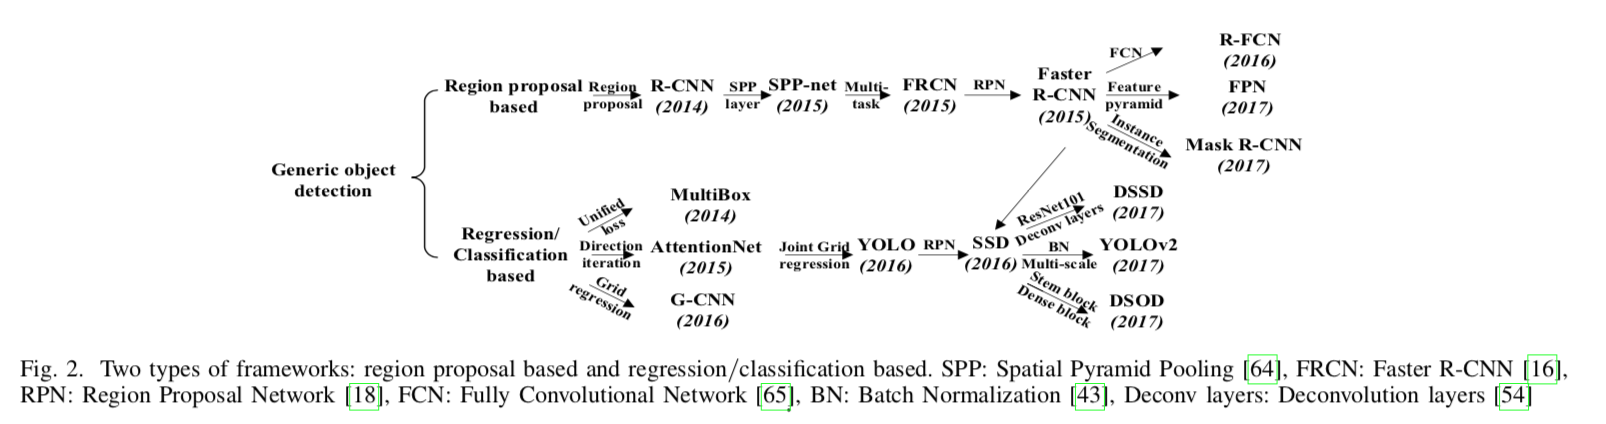 Generic object
detection
Region proposal
based
Region
proposal
R-CNN
(2014)
SPP
layer
SPP-net
(2015)
Multi-
task
FRCN
(2015)
RPN
Faster
R-CNN
(2015)
FCN
R-FCN
(2016)
Feature
pyramid
FPN
(2017)
Instance
Segmentation
Mask R-CNN
(2017)
Regression/
Classification
based
Unified
loss
MultiBox
(2014)
Direction
iteration
AttentionNet
(2015)
Grid
regression
G-CNN
(2016)
Joint Grid
regression
YOLO
(2016)
RPN
SSD
(2016)
ResNet101
Deconv layers
DSSD
(2017)
BN
Multi-scale
YOLOv2
(2017)
Stem block
Dense block
DSOD
(2017)
Fig. 2. Two types of frameworks: region proposal based and regression/classification based. SPP: Spatial Pyramid Pooling [64], FRCN: Faster R-CNN [16],
RPN: Region Proposal Network [18], FCN: Fully Convolutional Network [65], BN: Batch Normalization [43], Deconv layers: Deconvolution layers [54]